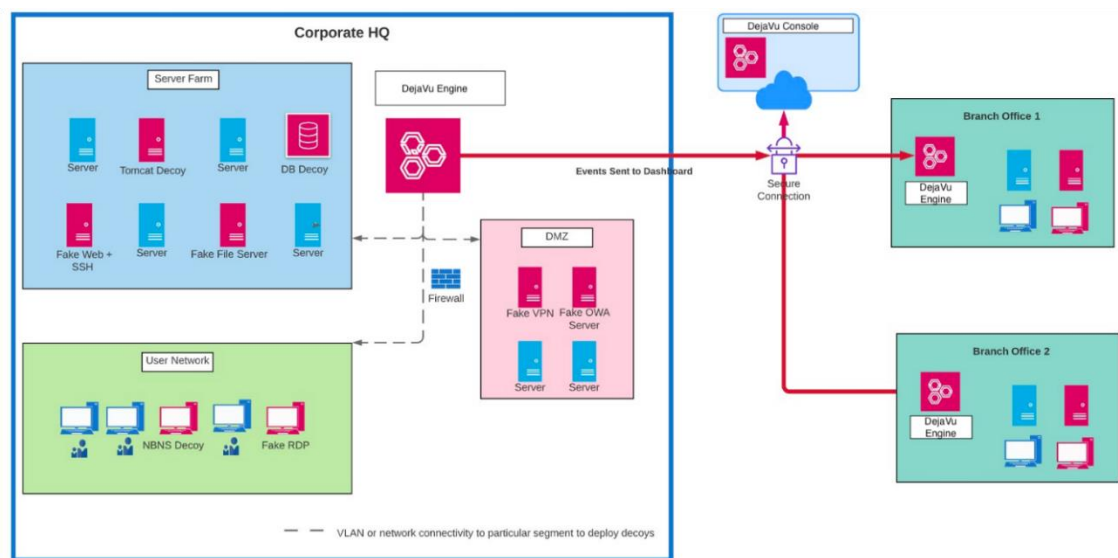 Corporate HQ
Server Farm
Server
Tomcat Decoy
Server
DB Decoy
Fake Web +
SSH
Server
Fake File Server
Server
DejaVu Engine
Events Sent to Dashboard
Firewall
DMZ
Fake VPN
Fake OWA
Server
Server
Server
User Network
NBNS Decoy
Fake RDP
VLAN or network connectivity to particular segment to deploy decoys
DejaVu Console
Secure
Connection
Branch Office 1
DejaVu
Engine
Branch Office 2
DejaVu
Engine